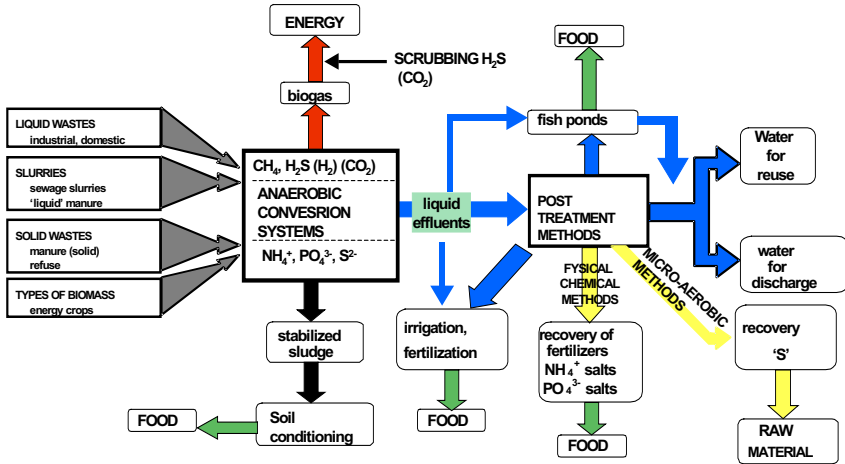 ENERGY
SCRUBBING H₂S
(CO₂)
biogas
FOOD
fish ponds
LIQUID WASTES
industrial, domestic
SLURRIES
sewage slurries
‘liquid’ manure
SOLID WASTES
manure (solid)
refuse
TYPES OF BIOMASS
energy crops
CH₄, H₂S (H₂) (CO₂)
ANAEROBIC
CONVESRION
SYSTEMS
NH₄⁺, PO₄³⁻, S²⁻
liquid
effluents
POST
TREATMENT
METHODS
Water
for
reuse
water
for
discharge
FYSICAL
CHEMICAL
METHODS
MICRO-AEROBIC
METHODS
stabilized
sludge
irrigation,
fertilization
recovery of
fertilizers
NH₄⁺ salts
PO₄³⁻ salts
recovery
‘S’
FOOD
Soil
conditioning
FOOD
FOOD
RAW
MATERIAL